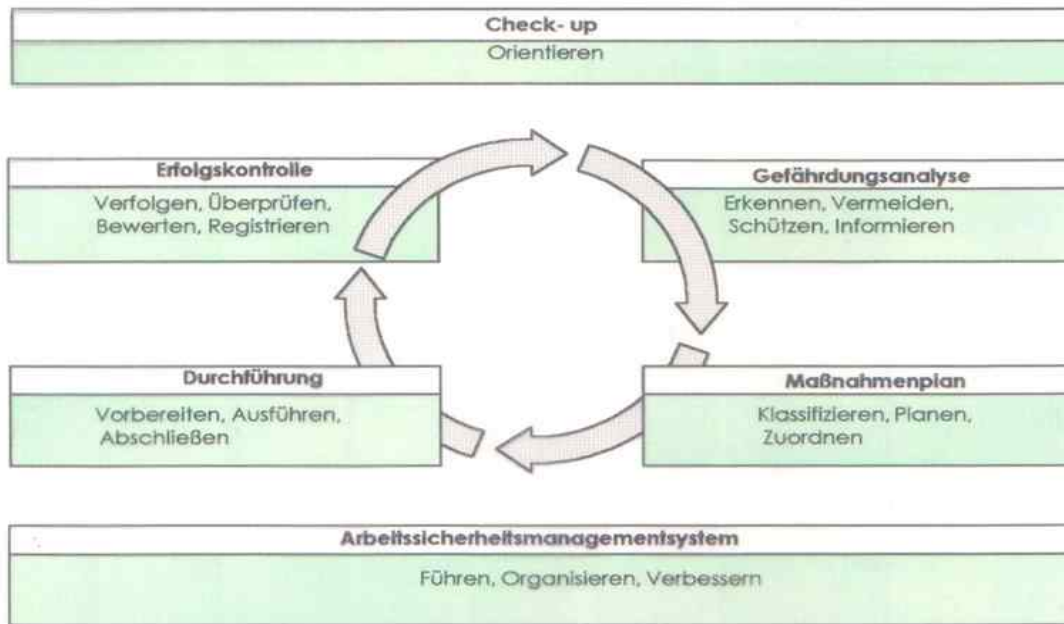 Check- up
Orientieren
Erfolgskontrolle
Verfolgen, Überprüfen,
Bewerten, Registrieren
Gefährdungsanalyse
Erkennen, Vermeiden,
Schützen, Informieren
Durchführung
Vorbereiten, Ausführen,
Abschließen
Maßnahmenplan
Klassifizieren, Planen,
Zuordnen
Arbeitssicherheitsmanagementsystem
Führen, Organisieren, Verbessern